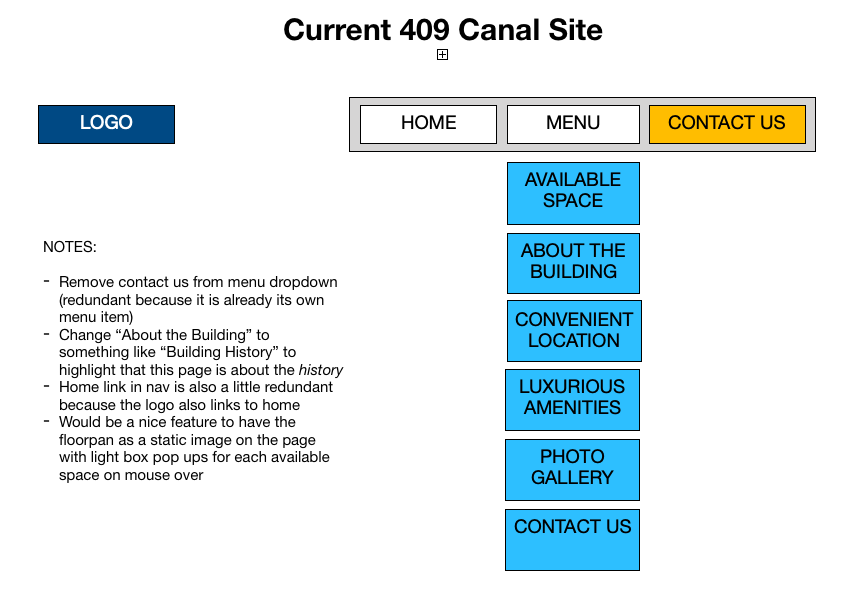 Current 409 Canal Site
LOGO
HOME
MENU
CONTACT US
AVAILABLE
SPACE
ABOUT THE
BUILDING
CONVENIENT
LOCATION
LUXURIOUS
AMENITIES
PHOTO
GALLERY
CONTACT US
NOTES:
- Remove contact us from menu dropdown
(redundant because it is already its own
menu item)
- Change “About the Building” to
something like “Building History” to
highlight that this page is about the history
- Home link in nav is also a little redundant
because the logo also links to home
- Would be a nice feature to have the
floorpan as a static image on the page
with light box pop ups for each available
space on mouse over